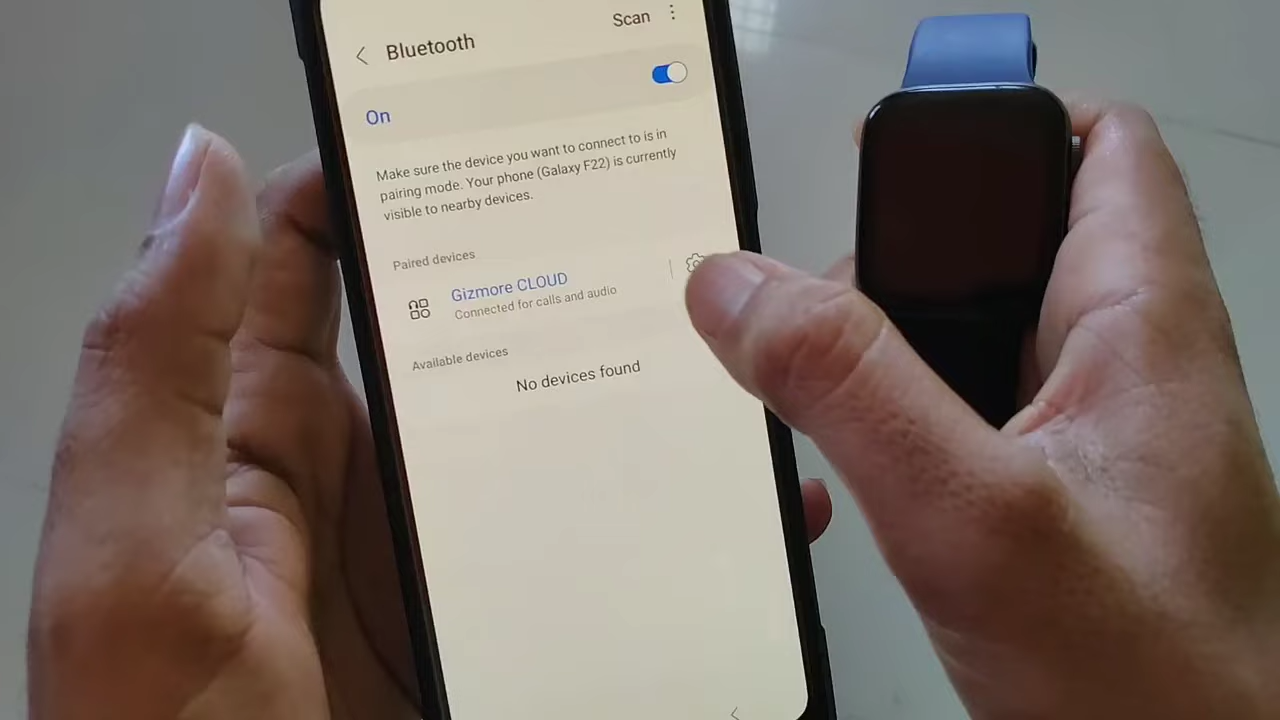 Scan
Bluetooth
On
Make sure the device you want to connect to is in
pairing mode. Your phone (Galaxy F22) is currently
visible to nearby devices.
Paired devices
Gizmore CLOUD
Connected for calls and audio
Available devices
No devices found